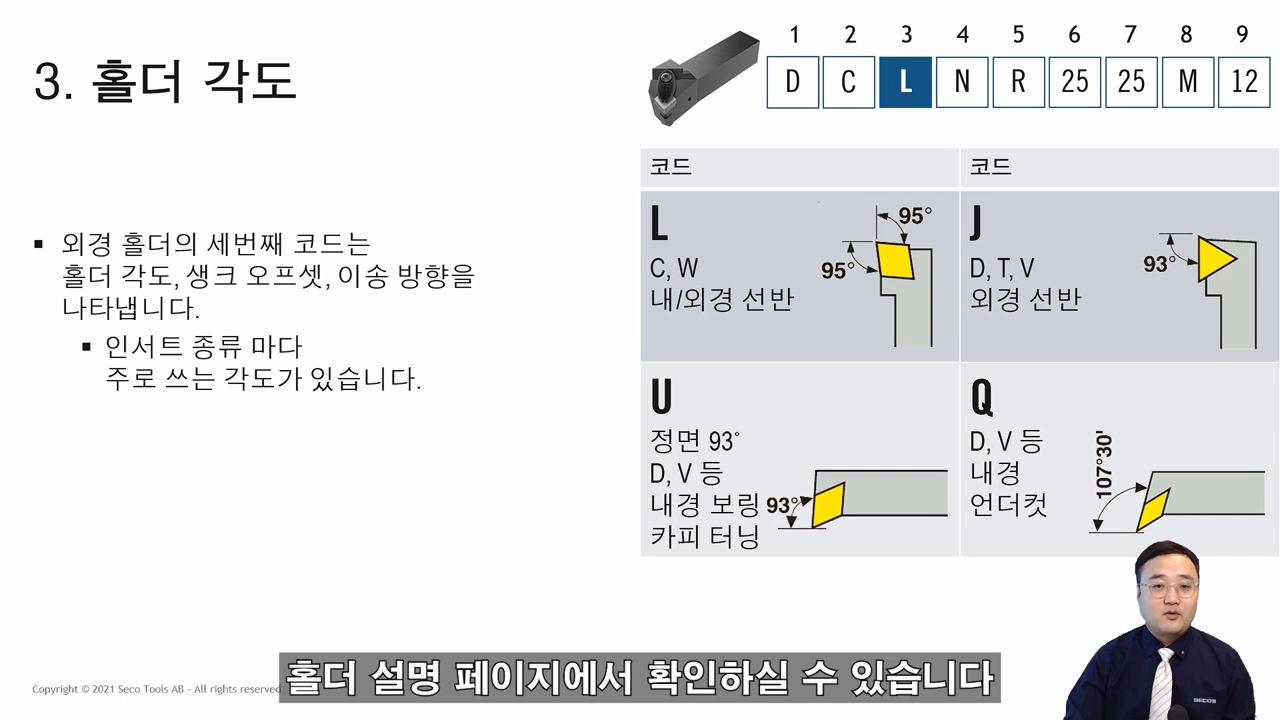 3. 홀더 각도
1 2 3 4 5 6 7 8 9
D C L N R 25 25 M 12
▪ 외경 홀더의 세번째 코드는
홀더 각도, 생크 오프셋, 이송 방향을
나타냅니다.
▪ 인서트 종류 마다
주로 쓰는 각도가 있습니다.
코드
코드
L
C, W
내/외경 선반
95°
95°
J
D, T, V
외경 선반
93°
U
정면 93°
D, V 등
내경 보링
카피 터닝
93°
Q
D, V 등
내경
언더컷
107°30'
SECO
Copyright © 2021 Seco Tools AB - All rights reserved
홀더 설명 페이지에서 확인하실 수 있습니다